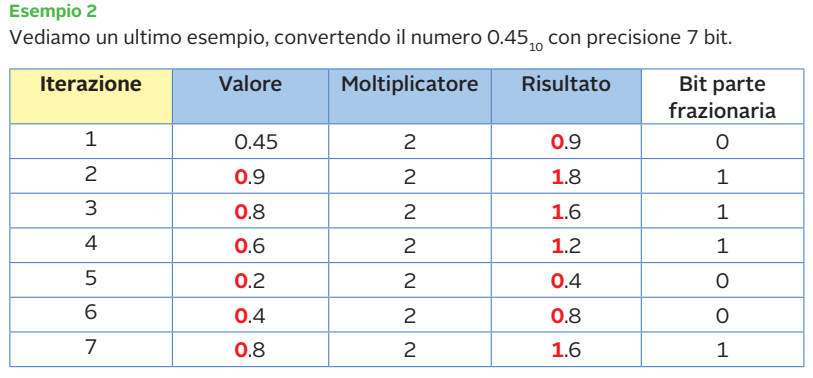 Esempio 2
Vediamo un ultimo esempio, convertendo il numero 0.45₁₀ con precisione 7 bit.
Iterazione Valore Moltiplicatore Risultato Bit parte frazionaria
1 0.45 2 0.9 0
2 0.9 2 1.8 1
3 0.8 2 1.6 1
4 0.6 2 1.2 1
5 0.2 2 0.4 0
6 0.4 2 0.8 0
7 0.8 2 1.6 1